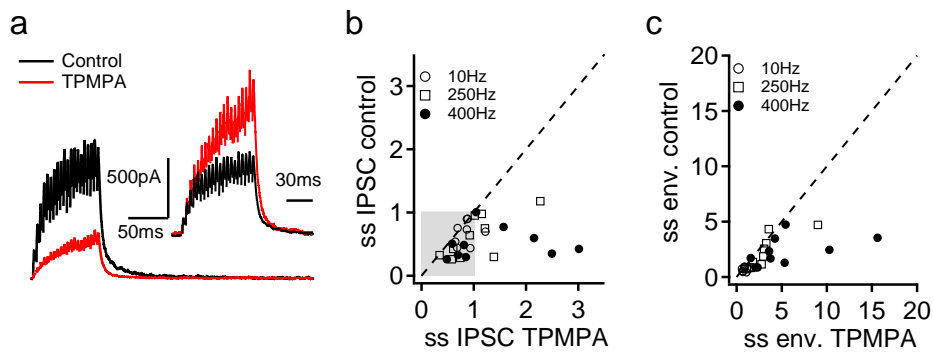 a
Control
TPMPA
500pA
50ms
30ms
b
ss IPSC control
3
2
1
0
10Hz
250Hz
400Hz
0 1 2 3
ss IPSC TPMPA
c
ss env. control
20
15
10
5
0
10Hz
250Hz
400Hz
0 5 10 15 20
ss env. TPMPA